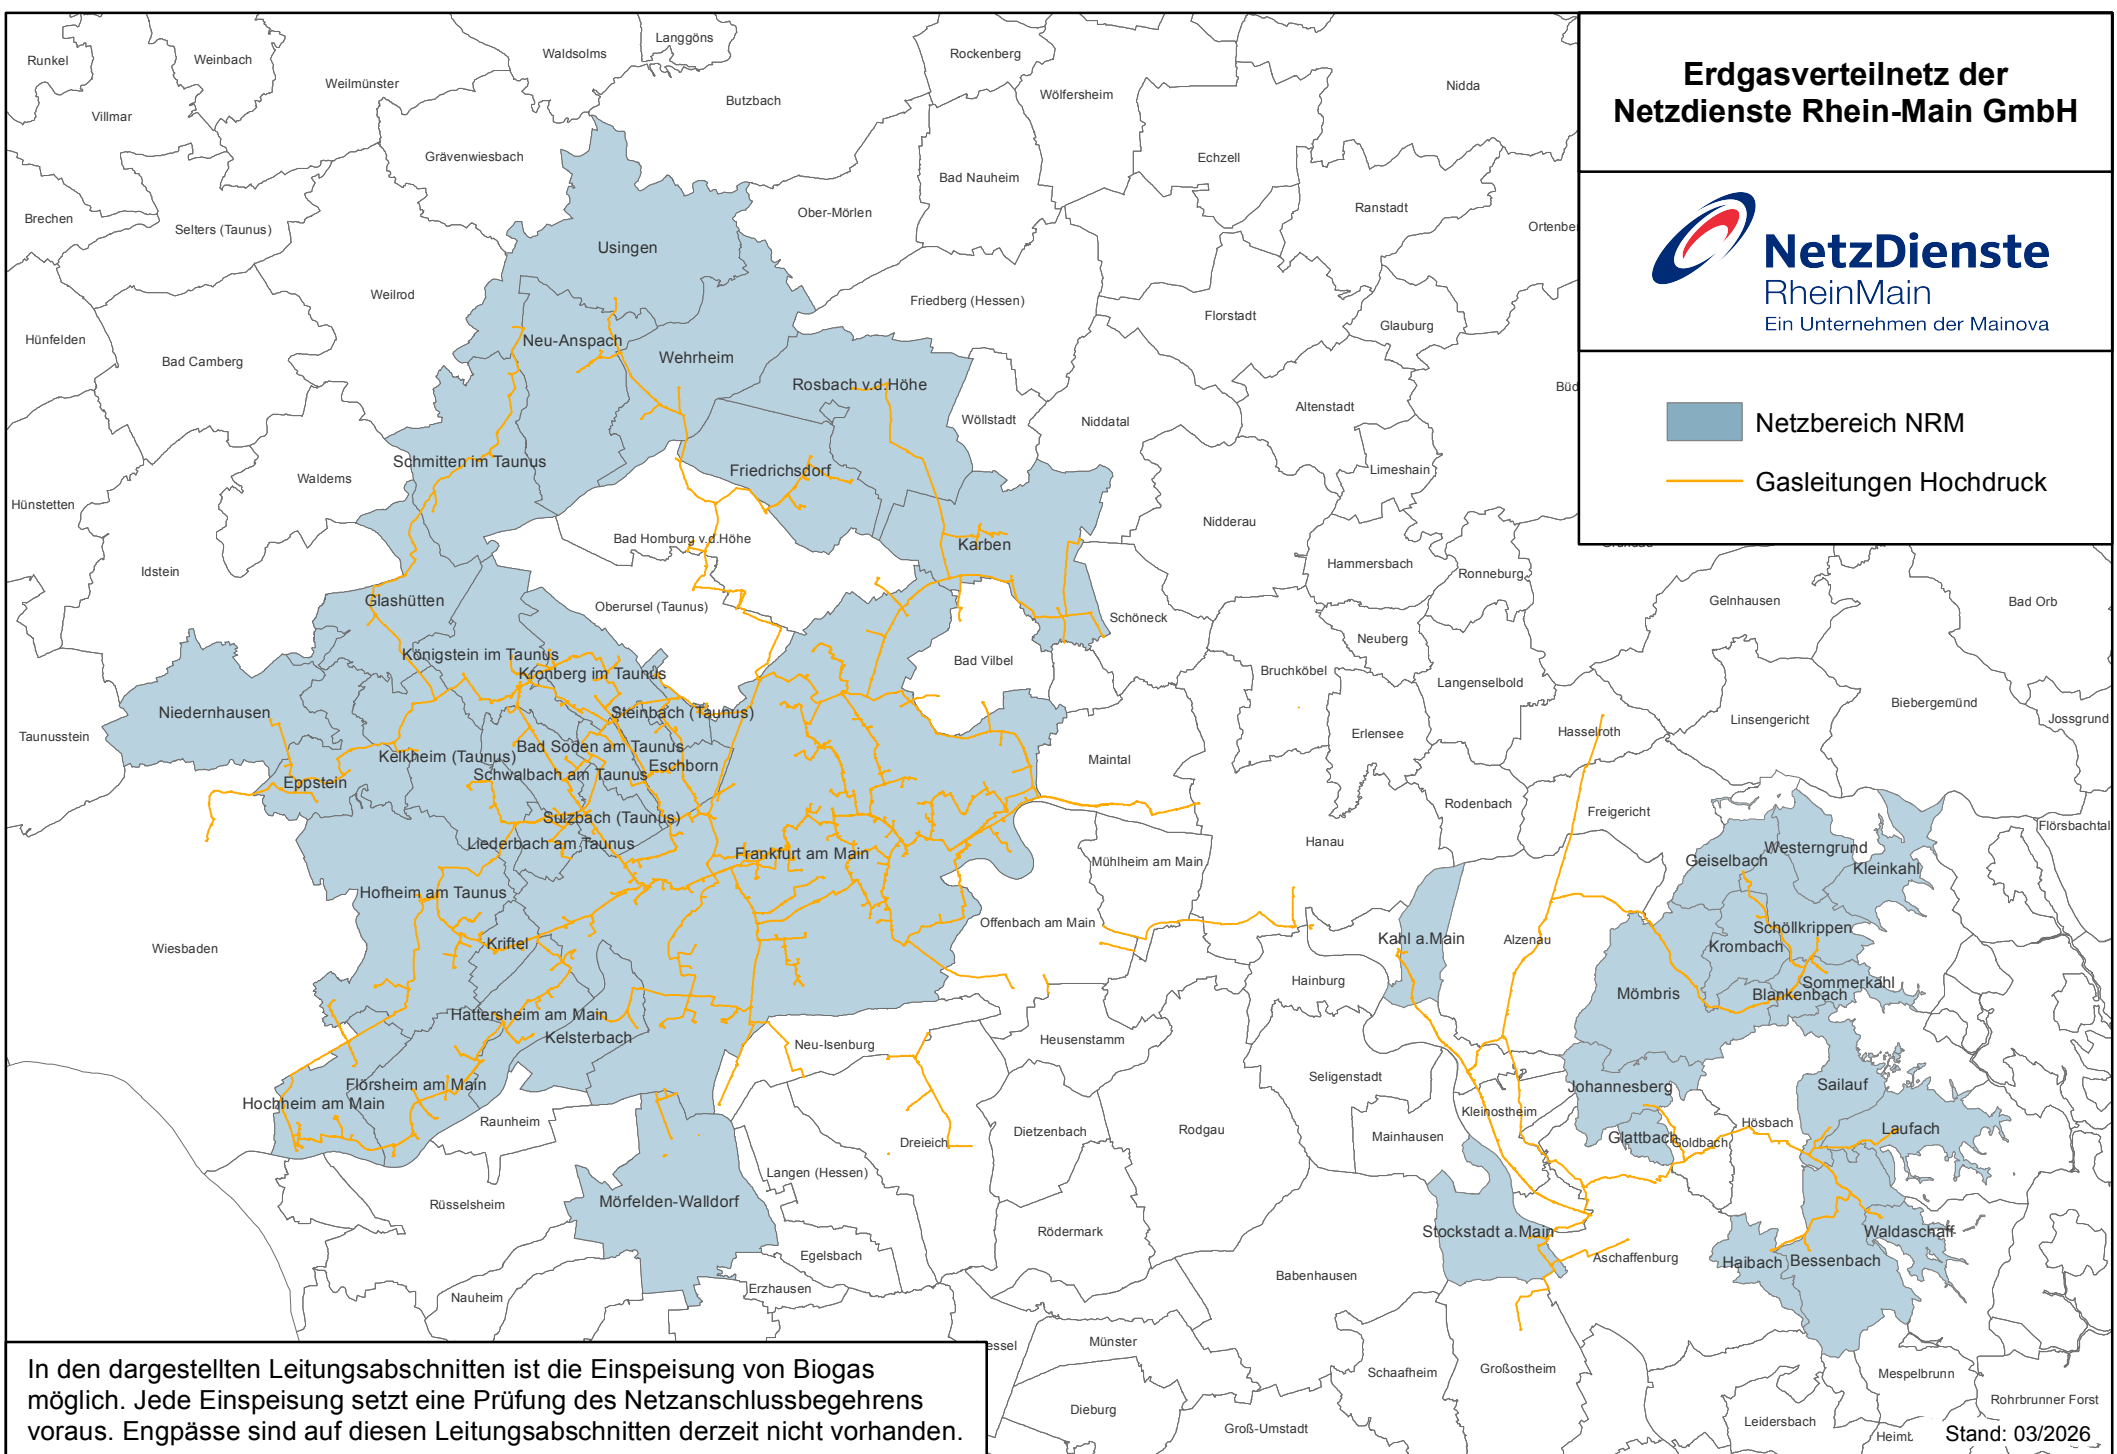 Erdgasverteilnetz der
Netzdienste Rhein-Main GmbH
NetzDienste
RheinMain
Ein Unternehmen der Mainova
Netzbereich NRM
Gasleitungen Hochdruck
Runkel
Weinbach
Waldsolms
Langgöns
Rockenberg
Nidda
Villmar
Weilmünster
Butzbach
Wölfersheim
Grävenwiesbach
Echzell
Bad Nauheim
Brechen
Selters (Taunus)
Ober-Mörlen
Ranstadt
Ortenbe
Usingen
Weilrod
Friedberg (Hessen)
Florstadt
Glauburg
Hünfelden
Bad Camberg
Neu-Anspach
Wehrheim
Rosbach v.d.Höhe
Büd
Wöllstadt
Niddatal
Altenstadt
Schmitten im Taunus
Friedrichsdorf
Limeshain
Waldems
Hünstetten
Nidderau
Bad Homburg v.d.Höhe
Karben
Idstein
Hammersbach
Ronneburg
Glashütten
Oberursel (Taunus)
Schöneck
Gelnhausen
Bad Orb
Neuberg
Königstein im Taunus
Kronberg im Taunus
Bad Vilbel
Bruchköbel
Langenselbold
Biebergemünd
Niedernhausen
Steinbach (Taunus)
Linsengericht
Jossgrund
Taunusstein
Kelkheim (Taunus)
Bad Soden am Taunus
Eschborn
Schwalbach am Taunus
Maintal
Erlensee
Hasselroth
Eppstein
Rodenbach
Freigericht
Sulzbach (Taunus)
Flörsbachtal
Liederbach am Taunus
Frankfurt am Main
Mühlheim am Main
Hanau
Westerngrund
Geiselbach
Kleinkahl
Hofheim am Taunus
Offenbach am Main
Schöllkrippen
Wiesbaden
Kriftel
Kahl a.Main
Alzenau
Krombach
Hainburg
Mömbris
Sommerkahl
Blankenbach
Hattersheim am Main
Kelsterbach
Neu-Isenburg
Heusenstamm
Flörsheim am Main
Seligenstadt
Johannesberg
Sailauf
Hochheim am Main
Raunheim
Kleinostheim
Dietzenbach
Rodgau
Mainhausen
Glattbach
Goldbach
Hösbach
Laufach
Dreieich
Langen (Hessen)
Rüsselsheim
Mörfelden-Walldorf
Rödermark
Stockstadt a.Main
Waldaschaff
Egelsbach
Aschaffenburg
Haibach
Bessenbach
Erzhausen
Babenhausen
Nauheim
essel
Münster
Schaafheim
Großostheim
Mespelbrunn
Dieburg
Groß-Umstadt
Leidersbach
Rohrbrunner Forst
Heimb.
In den dargestellten Leitungsabschnitten ist die Einspeisung von Biogas
möglich. Jede Einspeisung setzt eine Prüfung des Netzanschlussbegehrens
voraus. Engpässe sind auf diesen Leitungsabschnitten derzeit nicht vorhanden.
Stand: 03/2026